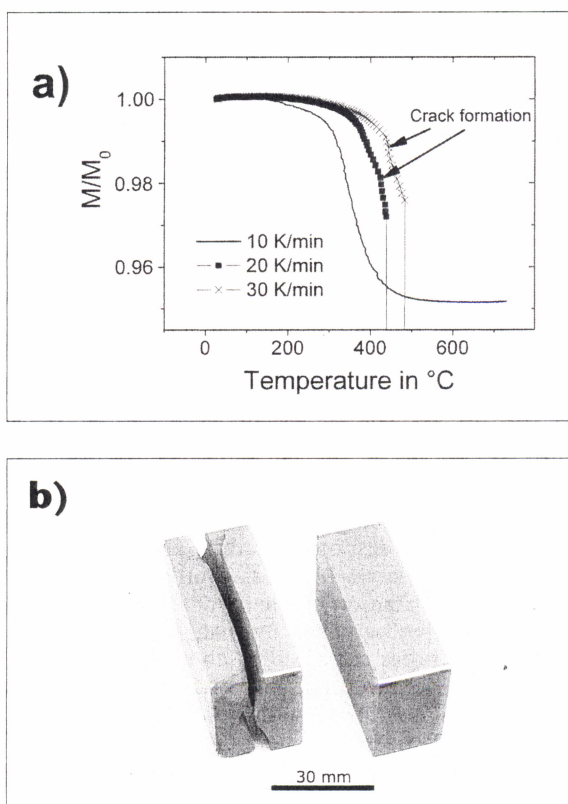 a)
1.00
0.98
0.96
M/M₀
Crack formation
10 K/min
20 K/min
30 K/min
0 200 400 600
Temperature in °C
b)
30 mm